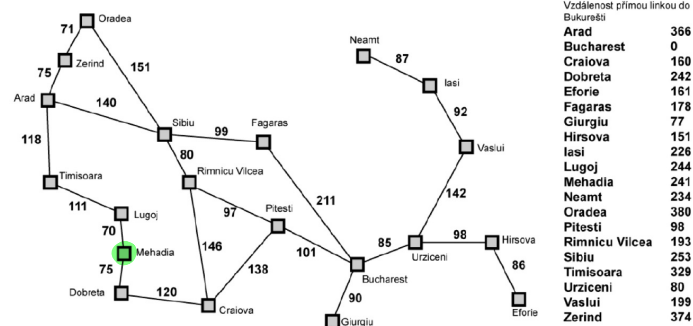 Vzdálenost přímou linkou do
Bukurešti
Arad 366
Bucharest 0
Craiova 160
Dobreta 242
Eforie 161
Fagaras 178
Giurgiu 77
Hirsova 151
Iasi 226
Lugoj 244
Mehadia 241
Neamt 234
Oradea 380
Pitesti 98
Rimnicu Vilcea 193
Sibiu 253
Timisoara 329
Urziceni 80
Vaslui 199
Zerind 374
Oradea
71
Neamt
87
Zerind
151
75
Iasi
Arad
140
92
Sibiu
99
Fagaras
118
80
Vaslui
Rimnicu Vilcea
Timisoara
211
142
111
97
Pitesti
Lugoj
70
146
98
Hirsova
85
Mehadia
101
Urziceni
138
86
75
Bucharest
Dobreta
120
90
Eforie
Craiova
Giurgiu